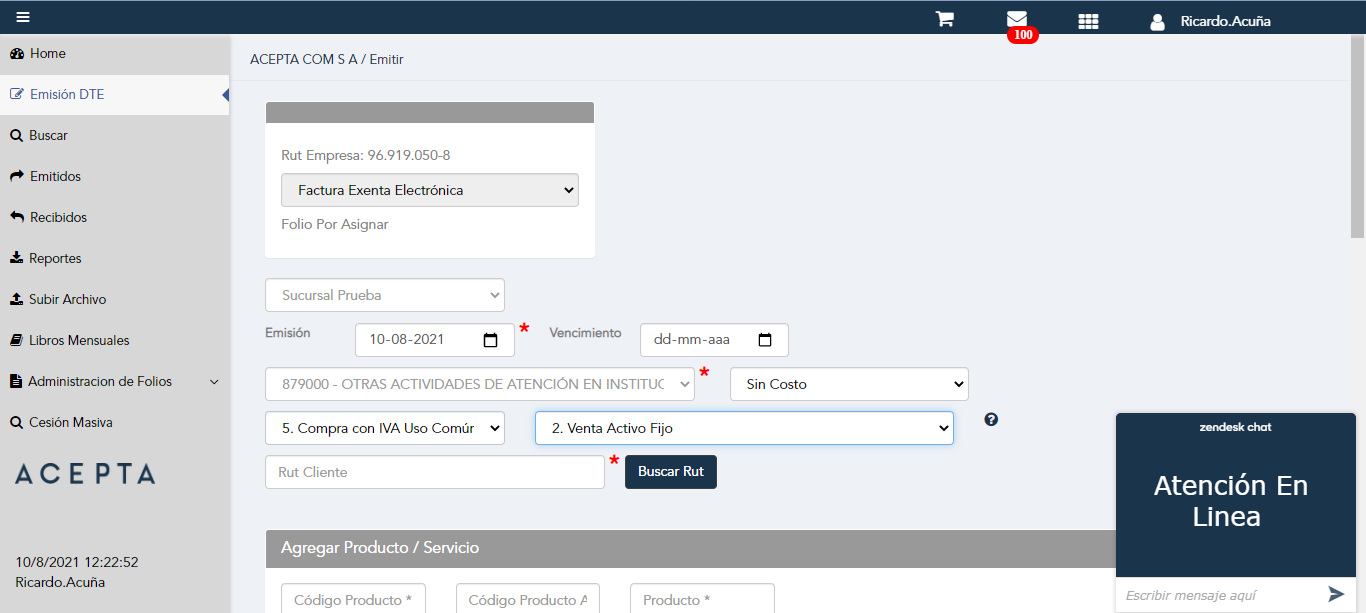 Ricardo.Acuña
100
Home
Emisión DTE
Buscar
Emitidos
Recibidos
Reportes
Subir Archivo
Libros Mensuales
Administracion de Folios
Cesión Masiva
ACEPTA
10/8/2021 12:22:52
Ricardo.Acuña
ACEPTA COM S A / Emitir
Rut Empresa: 96.919.050-8
Factura Exenta Electrónica
Folio Por Asignar
Sucursal Prueba
Emisión 10-08-2021 * Vencimiento dd-mm-aaa
879000 - OTRAS ACTIVIDADES DE ATENCIÓN EN INSTITUC * Sin Costo
5. Compra con IVA Uso Común 2. Venta Activo Fijo ?
Rut Cliente * Buscar Rut
Agregar Producto / Servicio
Código Producto * Código Producto A Producto *
zendesk chat
Atención En
Linea
Escribir mensaje aquí